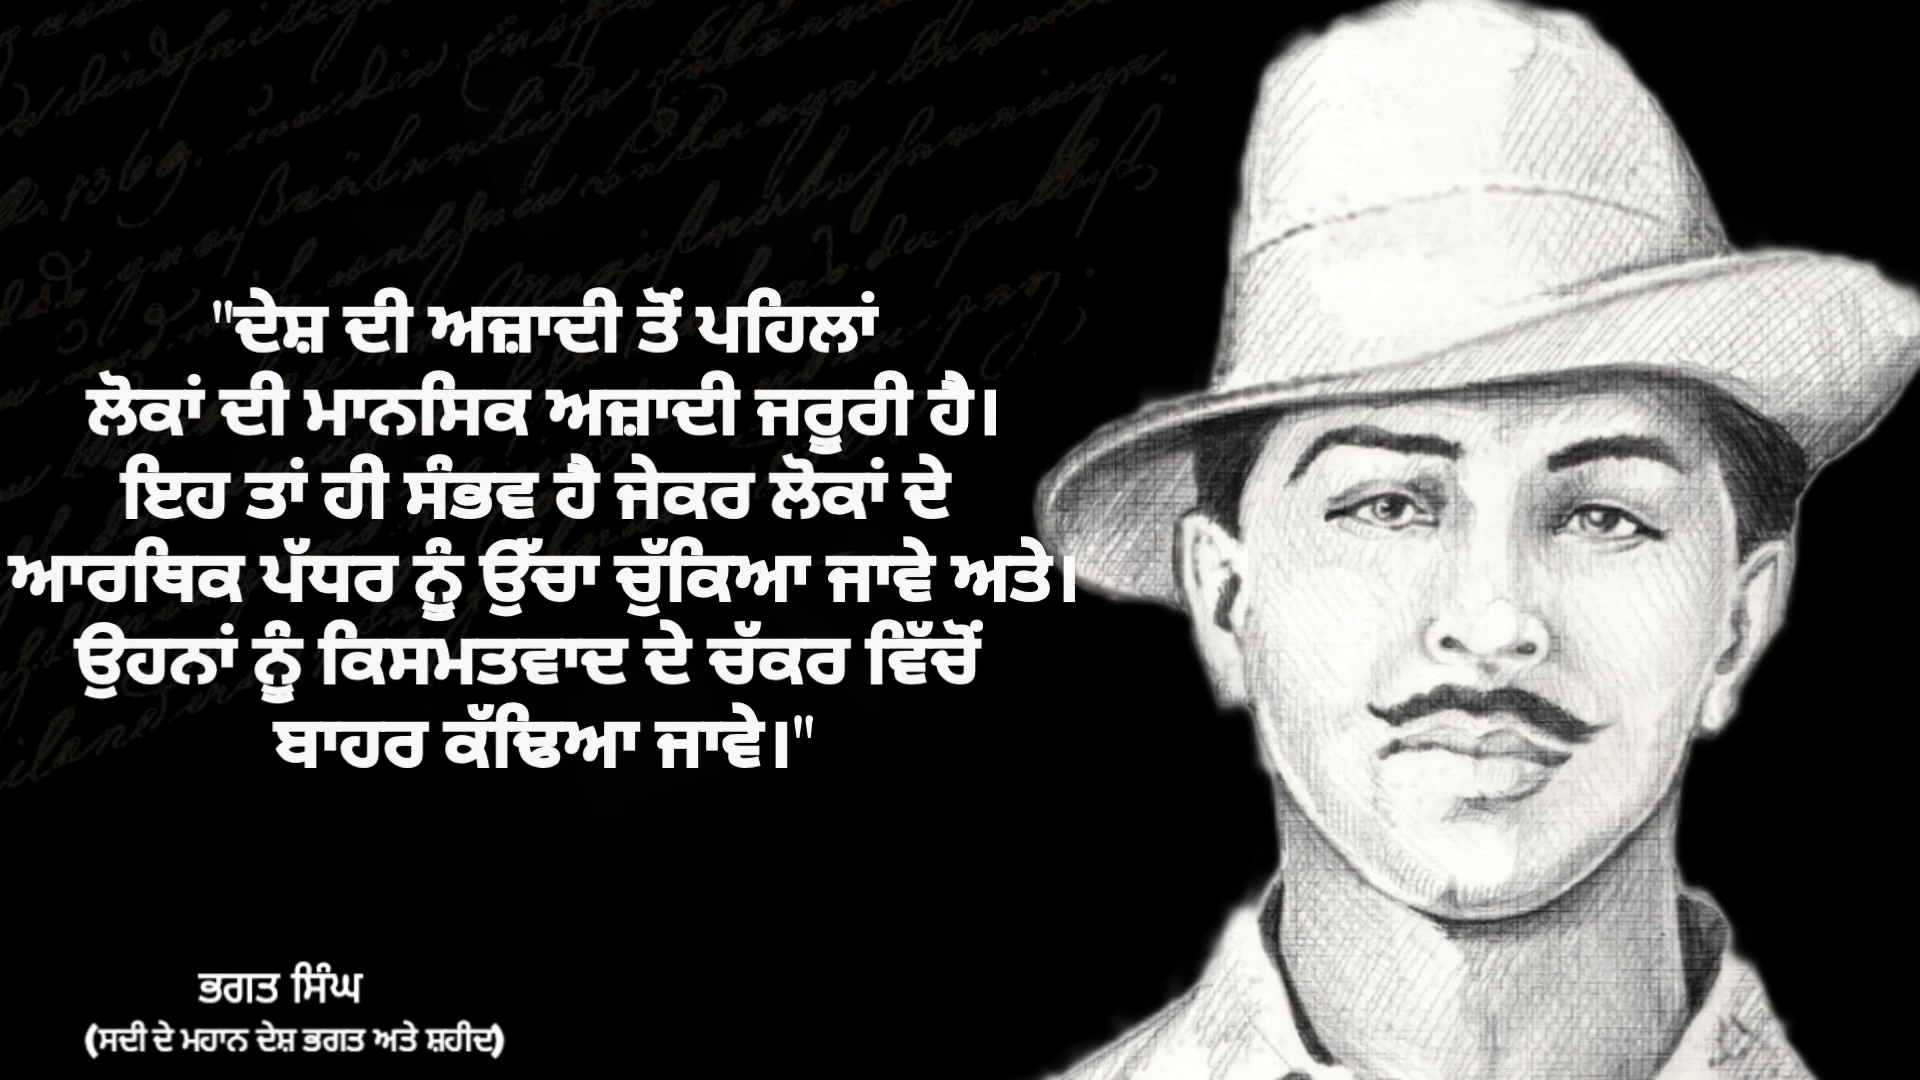 "ਦੇਸ਼ ਦੀ ਅਜ਼ਾਦੀ ਤੋਂ ਪਹਿਲਾਂ
ਲੋਕਾਂ ਦੀ ਮਾਨਸਿਕ ਅਜ਼ਾਦੀ ਜਰੂਰੀ ਹੈ।
ਇਹ ਤਾਂ ਹੀ ਸੰਭਵ ਹੈ ਜੇਕਰ ਲੋਕਾਂ ਦੇ
ਆਰਥਿਕ ਪੱਧਰ ਨੂੰ ਉੱਚਾ ਚੁੱਕਿਆ ਜਾਵੇ ਅਤੇ।
ਉਹਨਾਂ ਨੂੰ ਕਿਸਮਤਵਾਦ ਦੇ ਚੱਕਰ ਵਿੱਚੋਂ
ਬਾਹਰ ਕੱਢਿਆ ਜਾਵੇ।"
ਭਗਤ ਸਿੰਘ
(ਸਦੀ ਦੇ ਮਹਾਨ ਦੇਸ਼ ਭਗਤ ਅਤੇ ਸ਼ਹੀਦ)